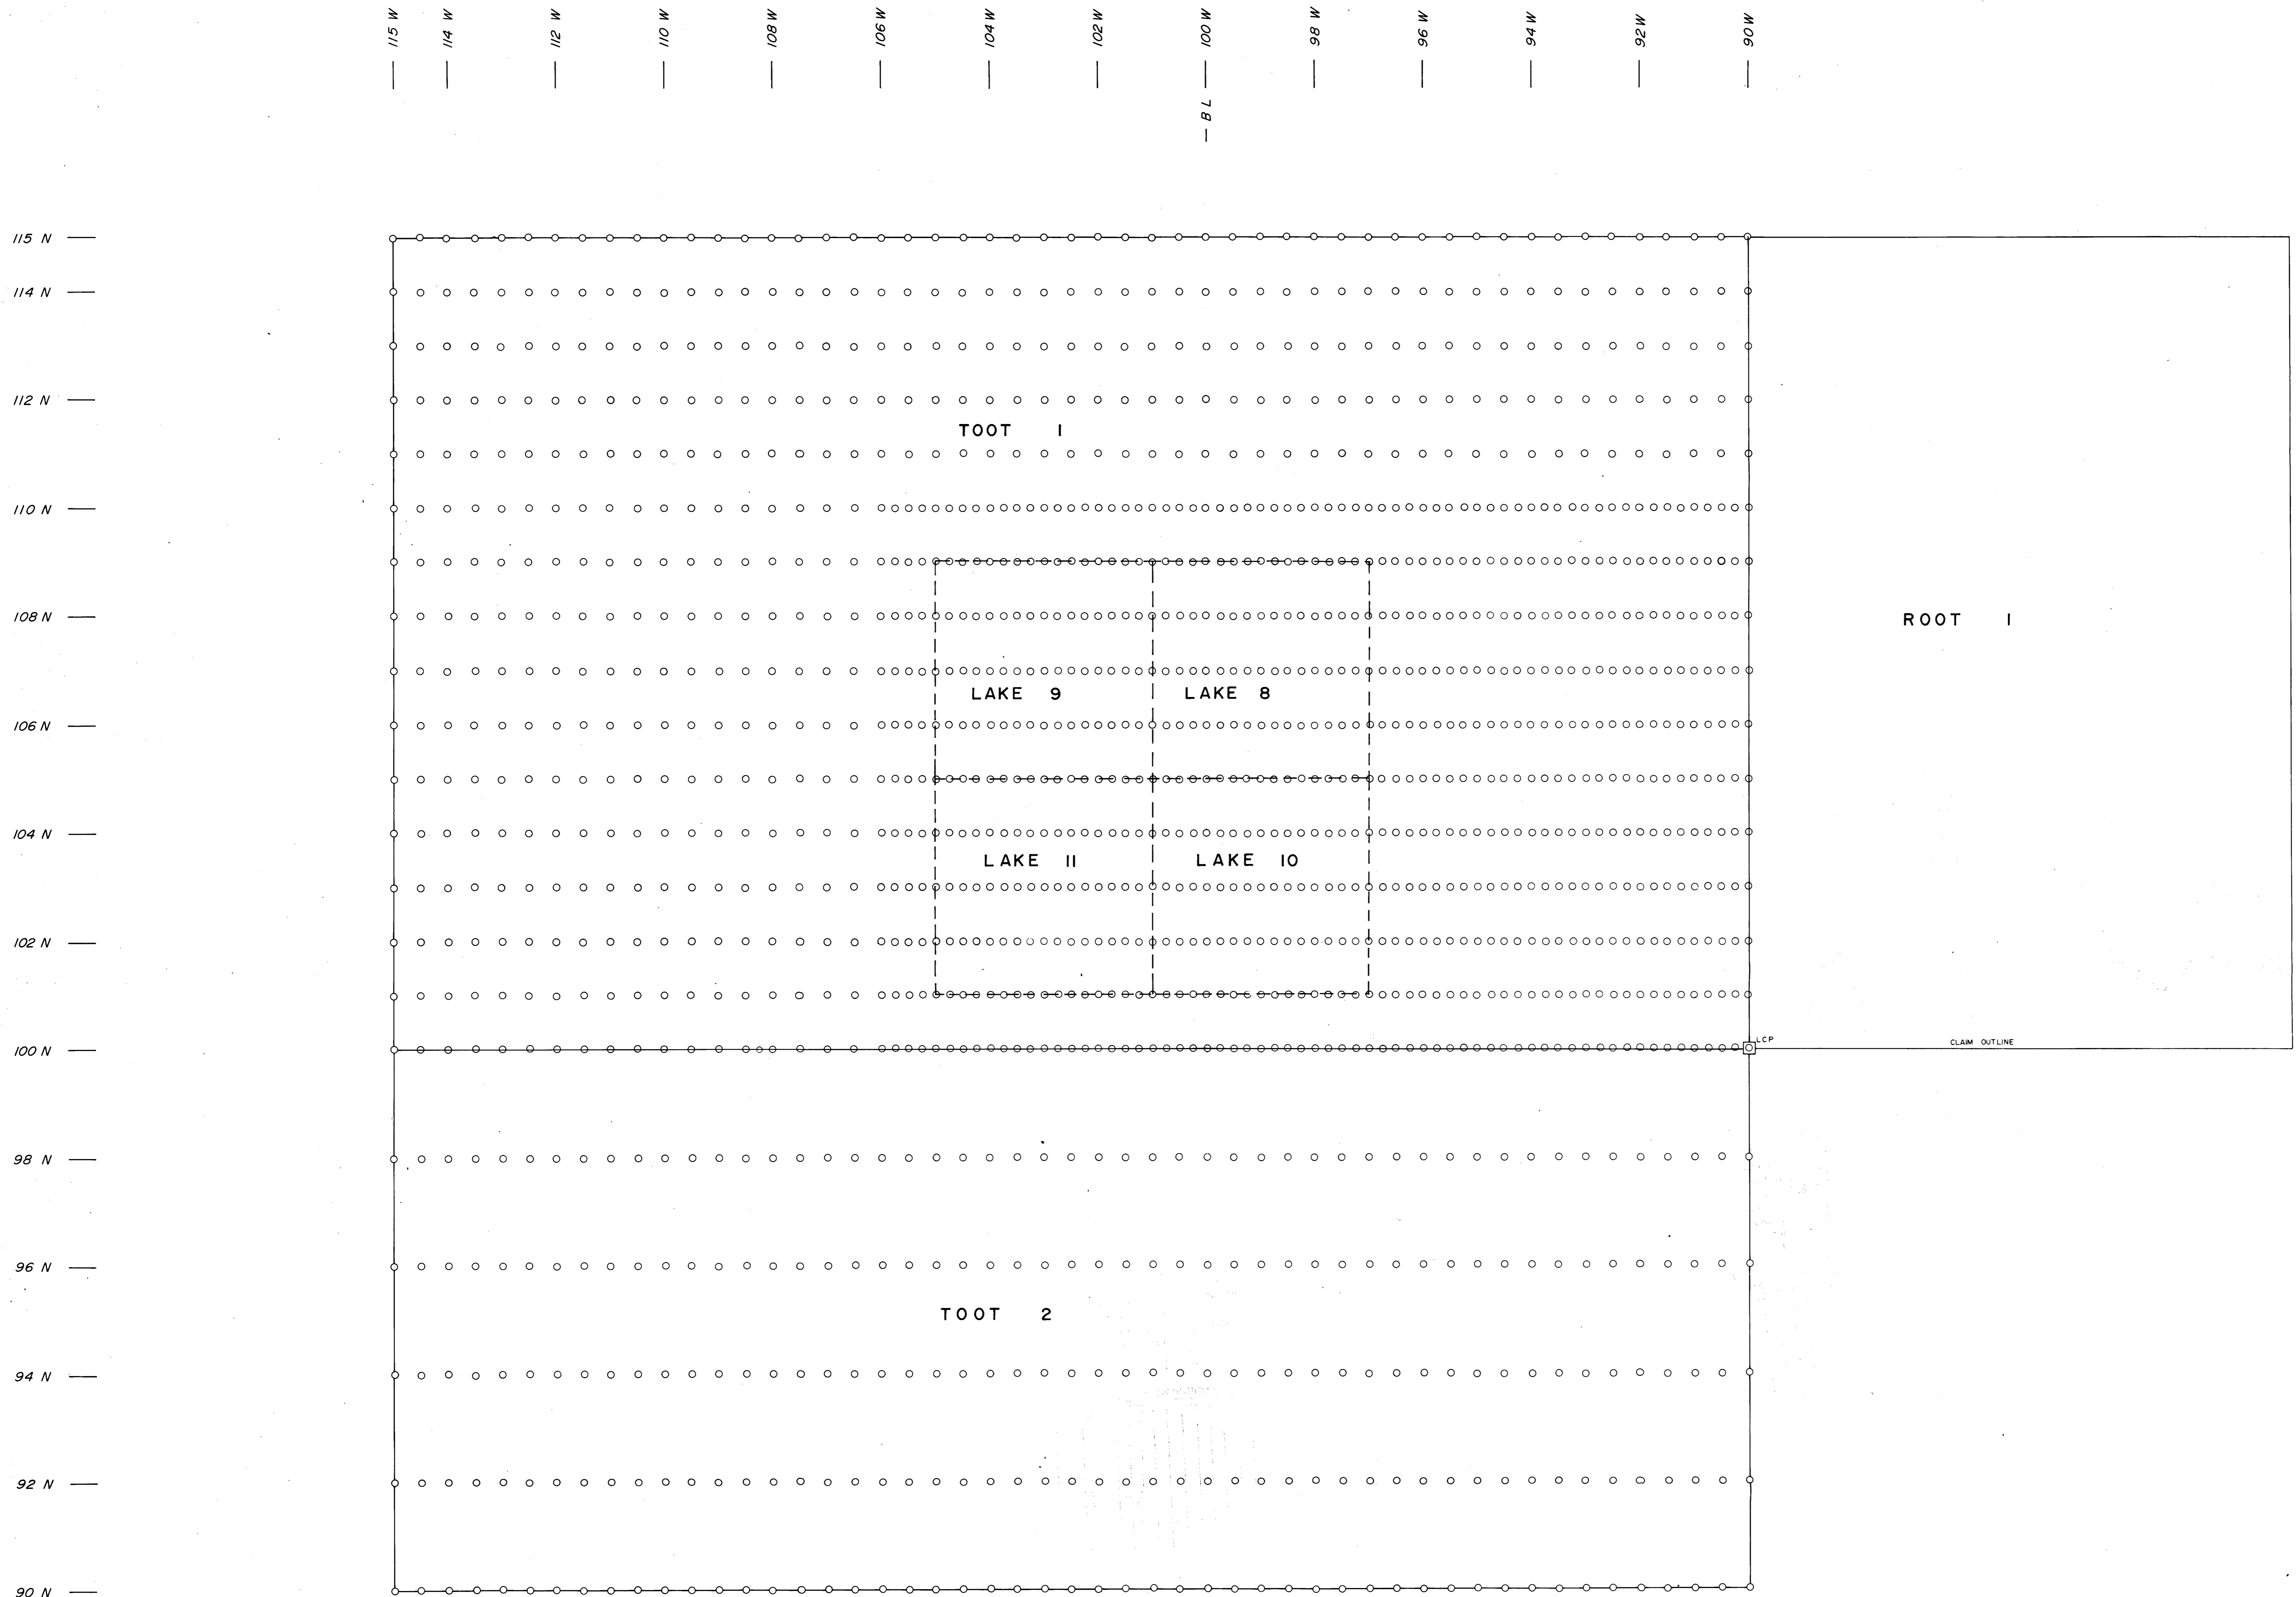 115 W 114 W 112 W 110 W 108 W 106 W 104 W 102 W 100 W 98 W 96 W 94 W 92 W 90 W
B L
115 N
114 N
112 N
TOOT 1
110 N
108 N
ROOT 1
LAKE 9 LAKE 8
106 N
104 N
LAKE 11 LAKE 10
102 N
100 N
LCP
CLAIM OUTLINE
98 N
96 N
TOOT 2
94 N
92 N
90 N